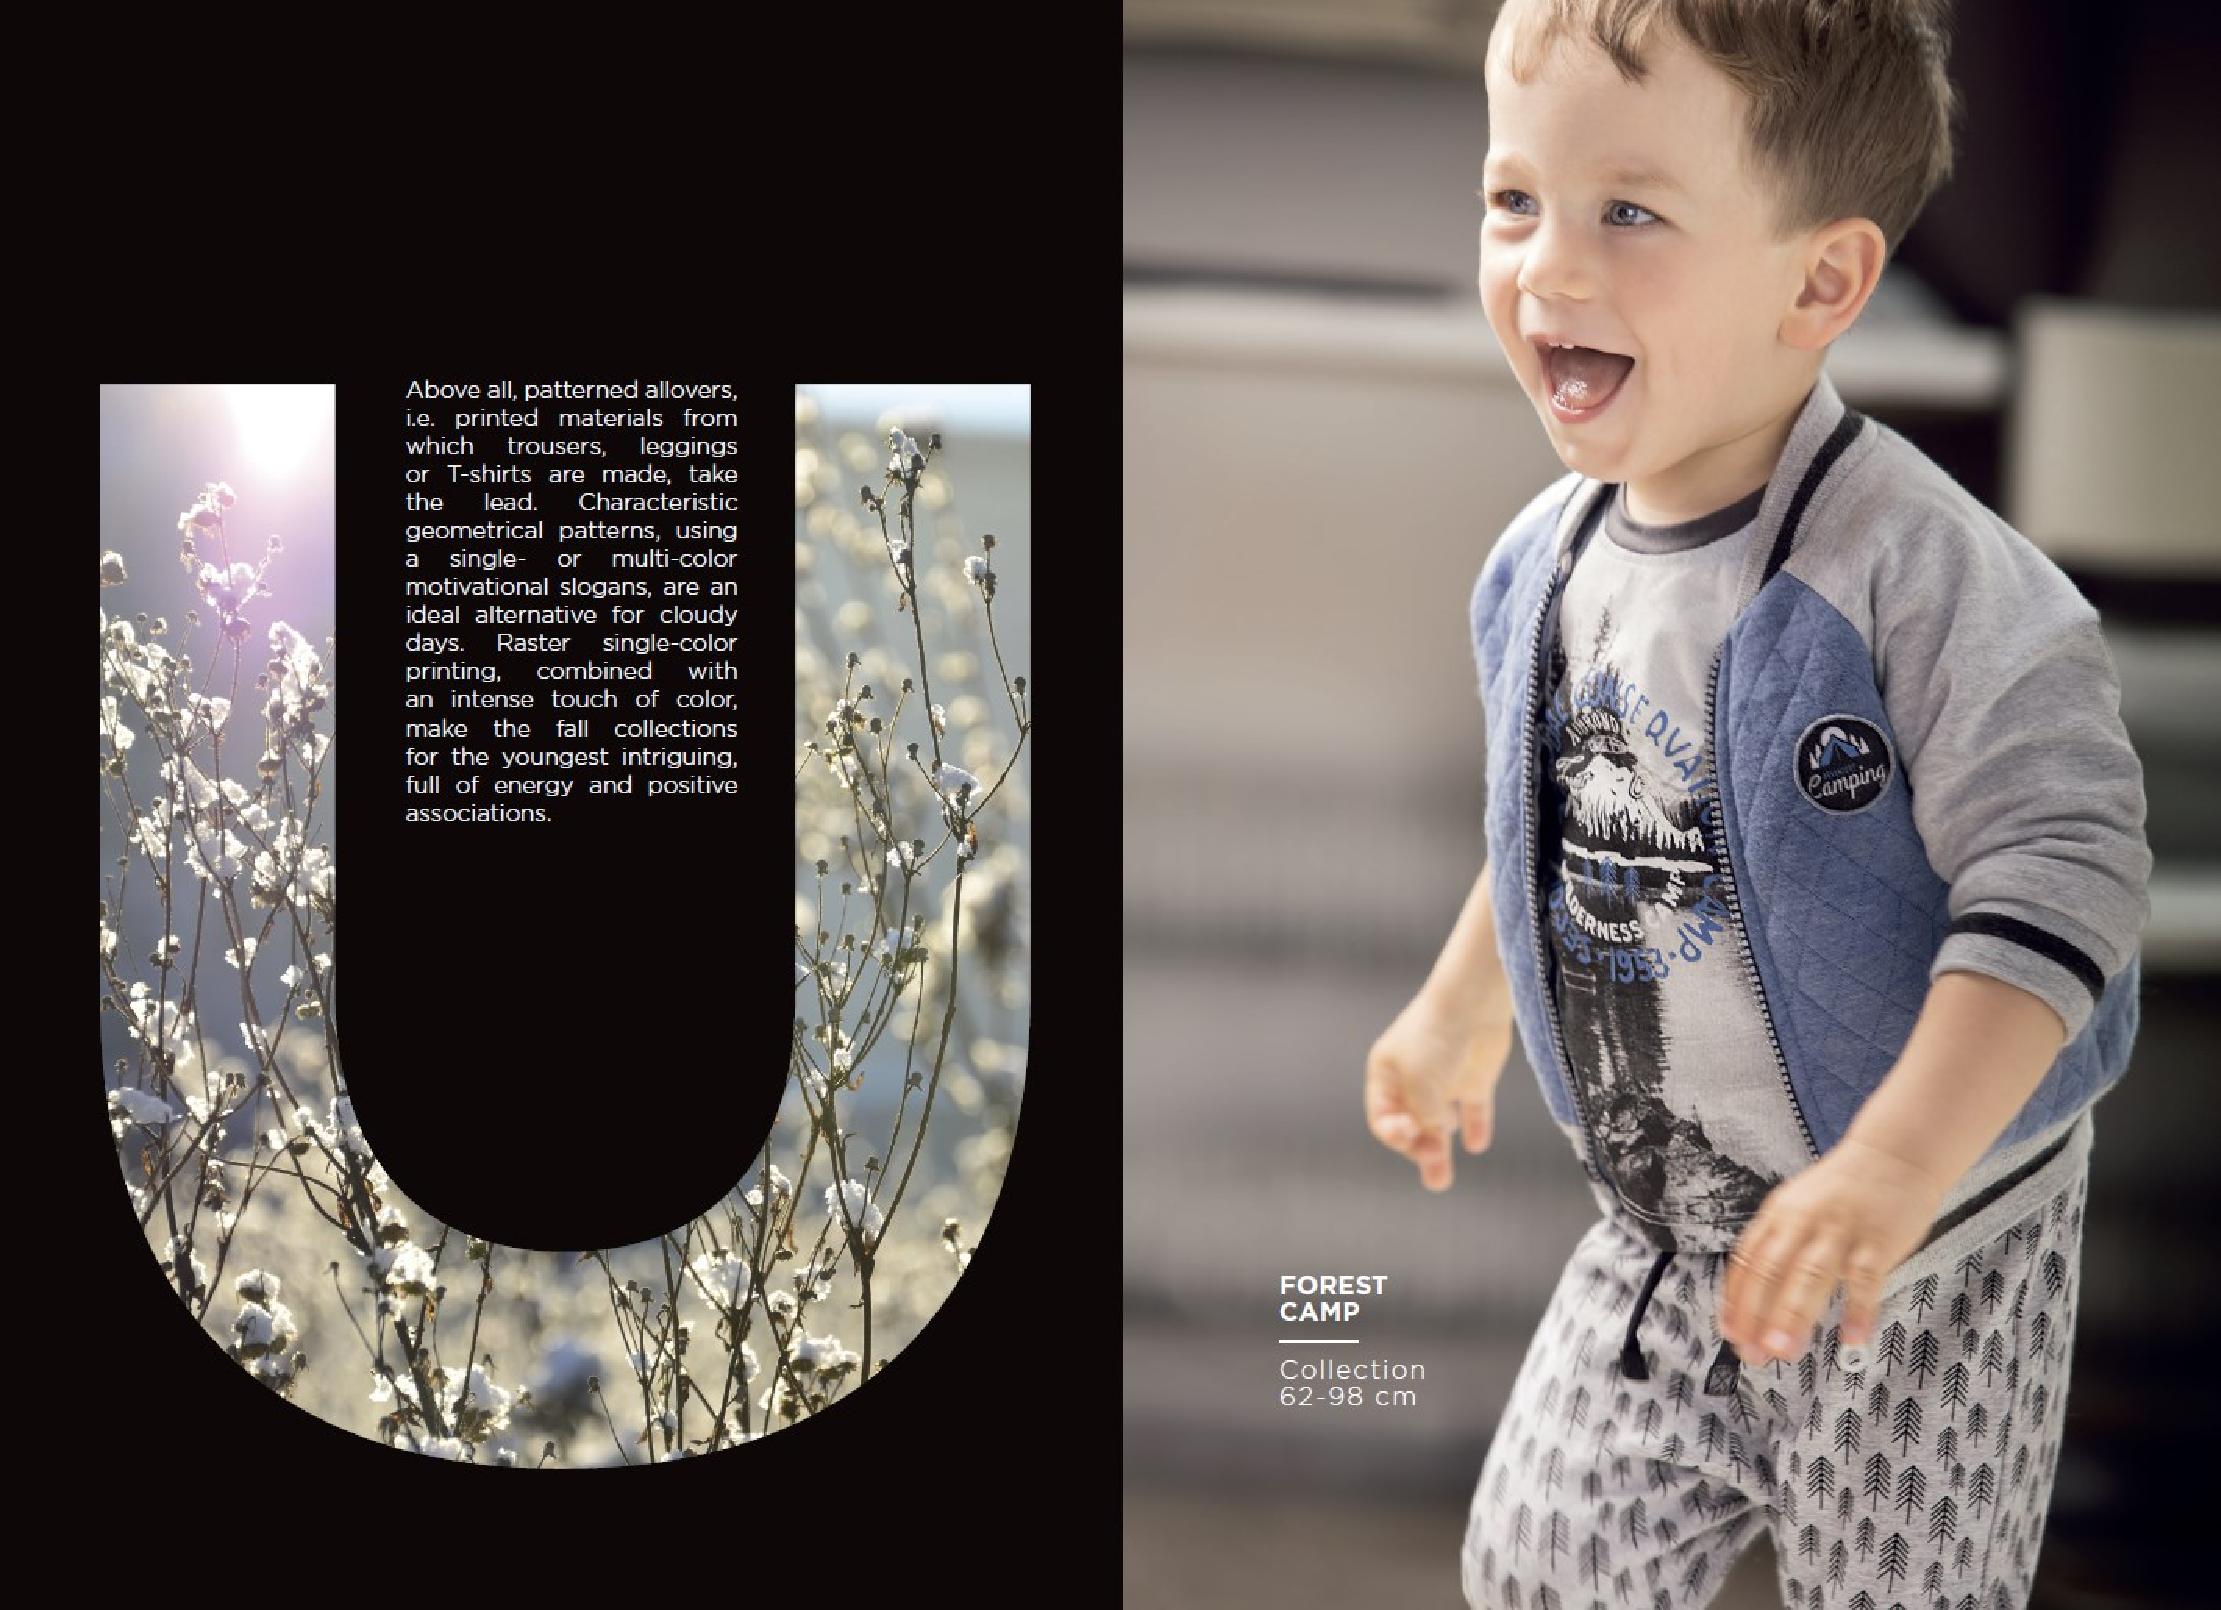 Above all, patterned allovers,
i.e. printed materials from
which trousers, leggings
or T-shirts are made, take
the lead. Characteristic
geometrical patterns, using
a single- or multi-color
motivational slogans, are an
ideal alternative for cloudy
days. Raster single-color
printing, combined with
an intense touch of color,
make the fall collections
for the youngest intriguing,
full of energy and positive
associations.
Camping
WILDERNESS CAMP
CAMP
1953
FOREST
CAMP
Collection
62-98 cm